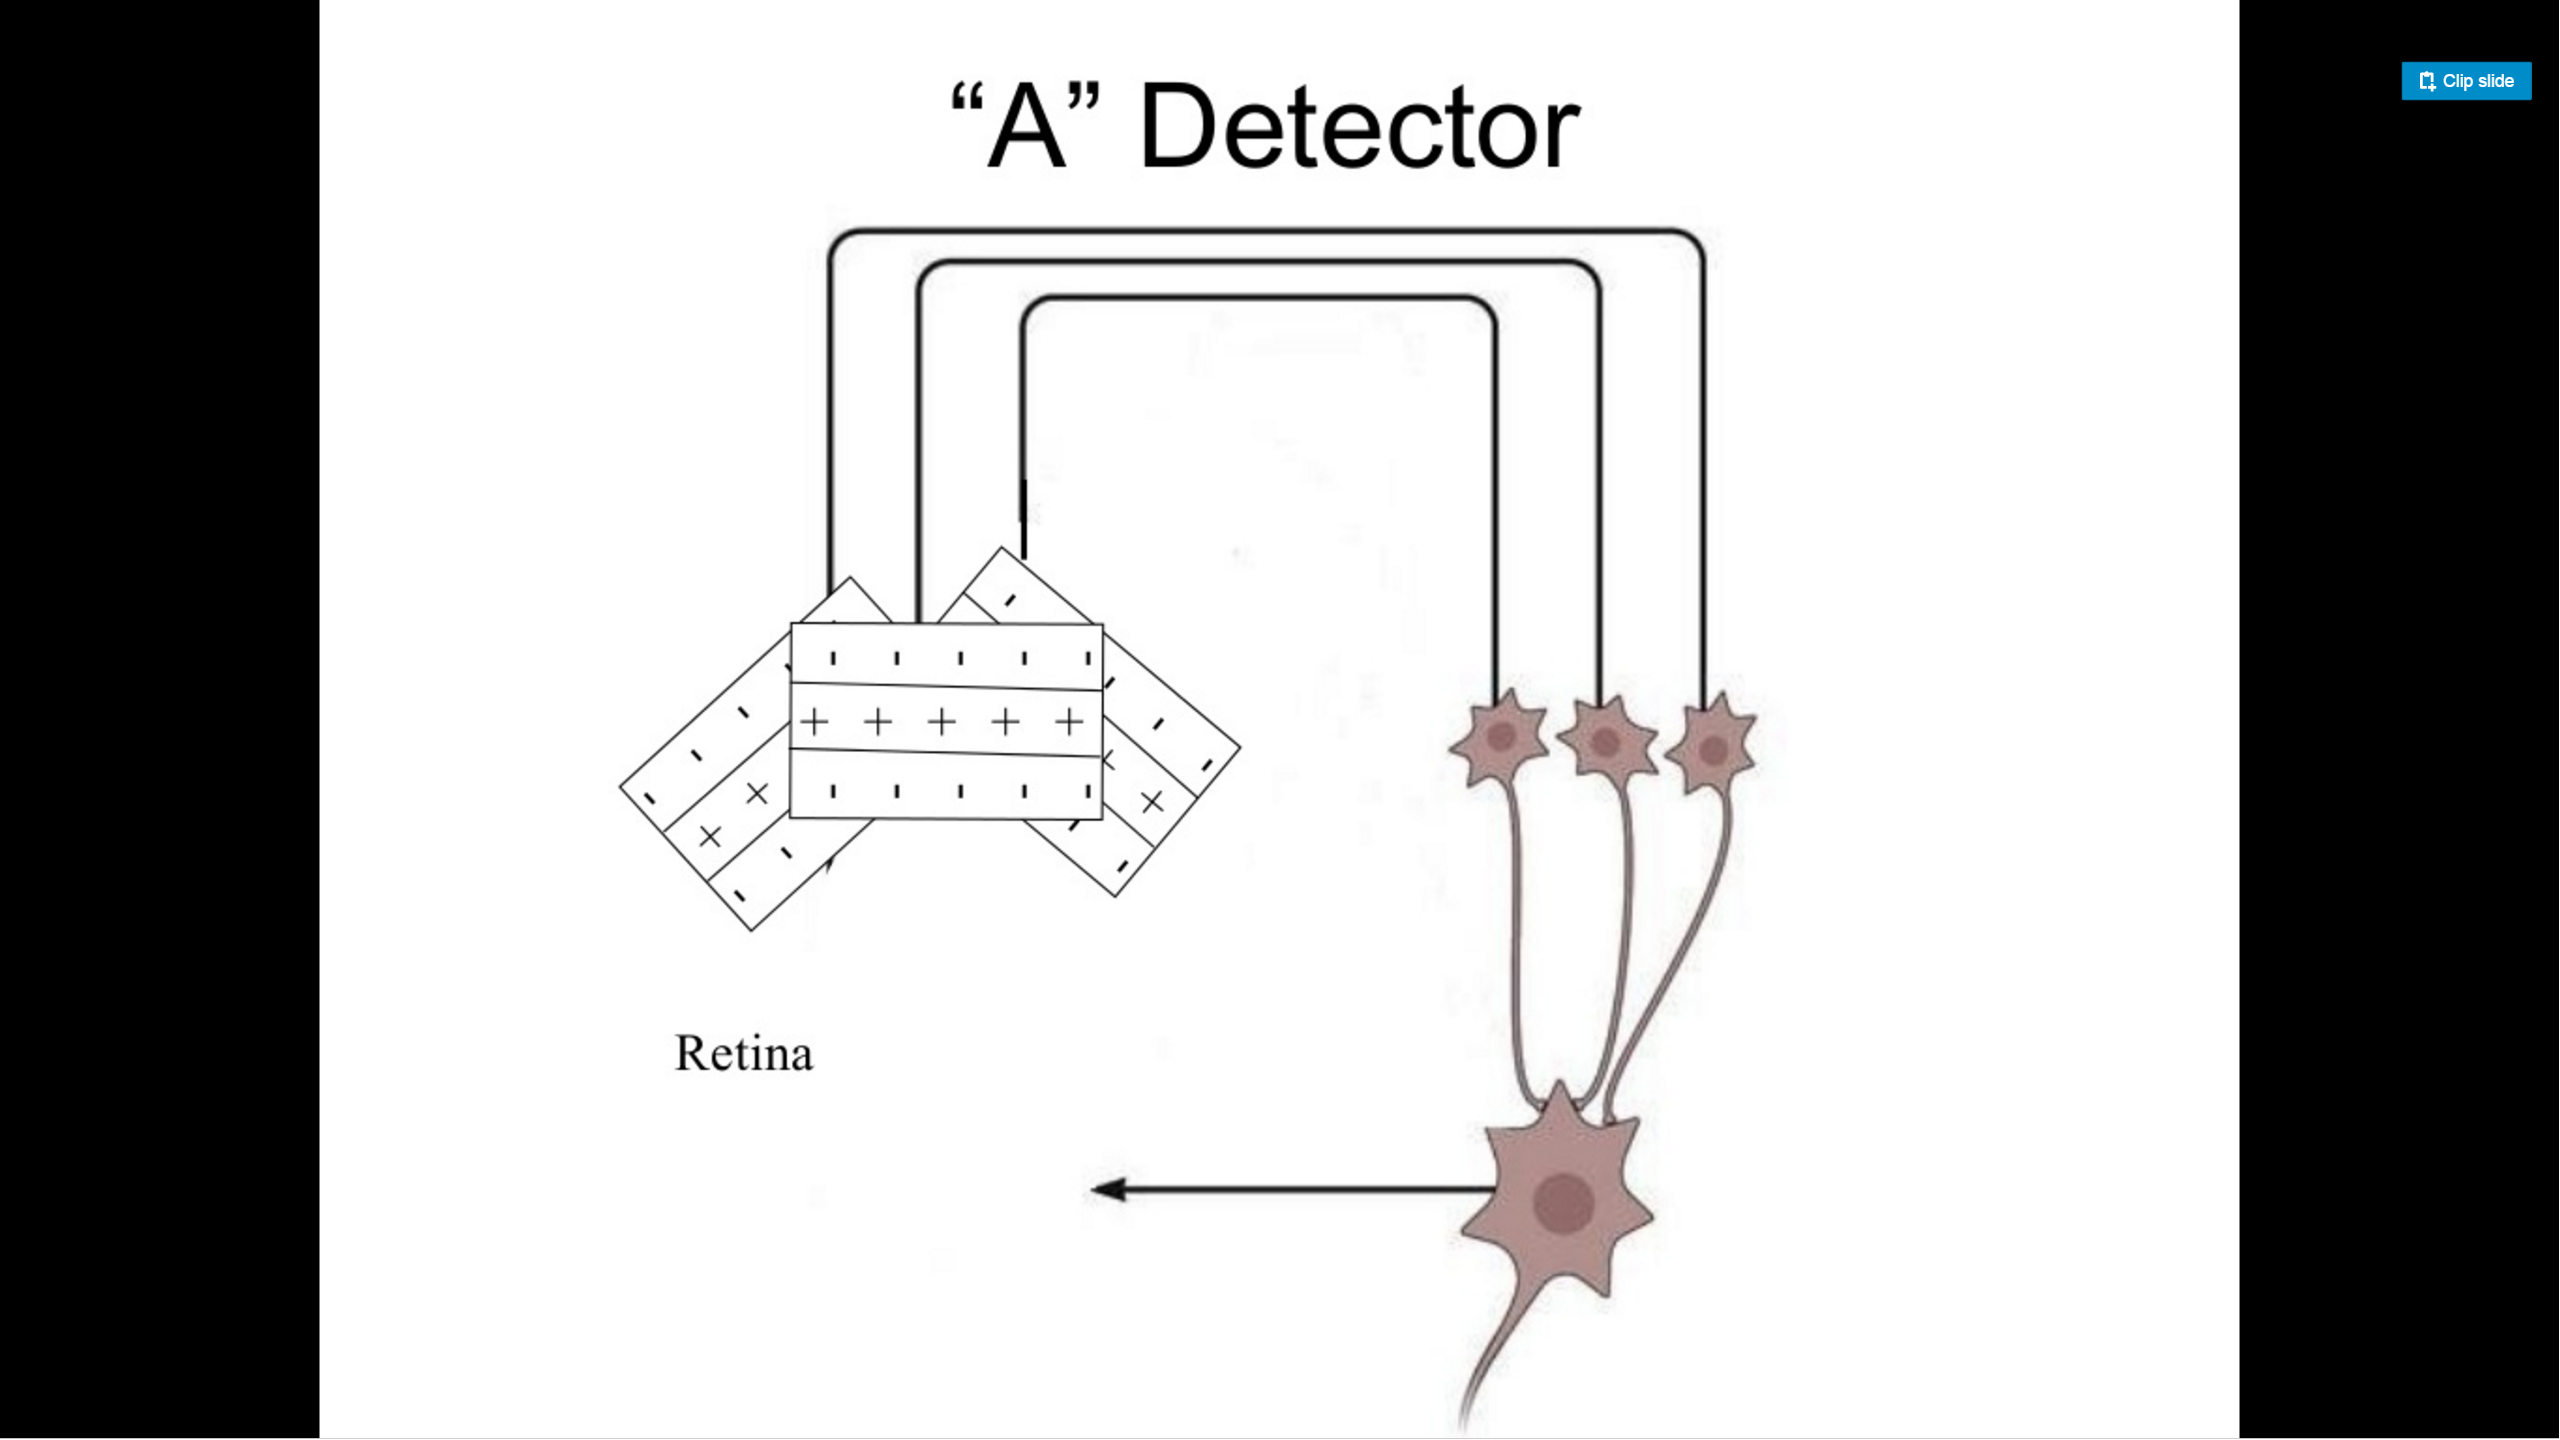 “A” Detector
Clip slide
- -
- - - - -
+ + + + +
- - - - -
Retina